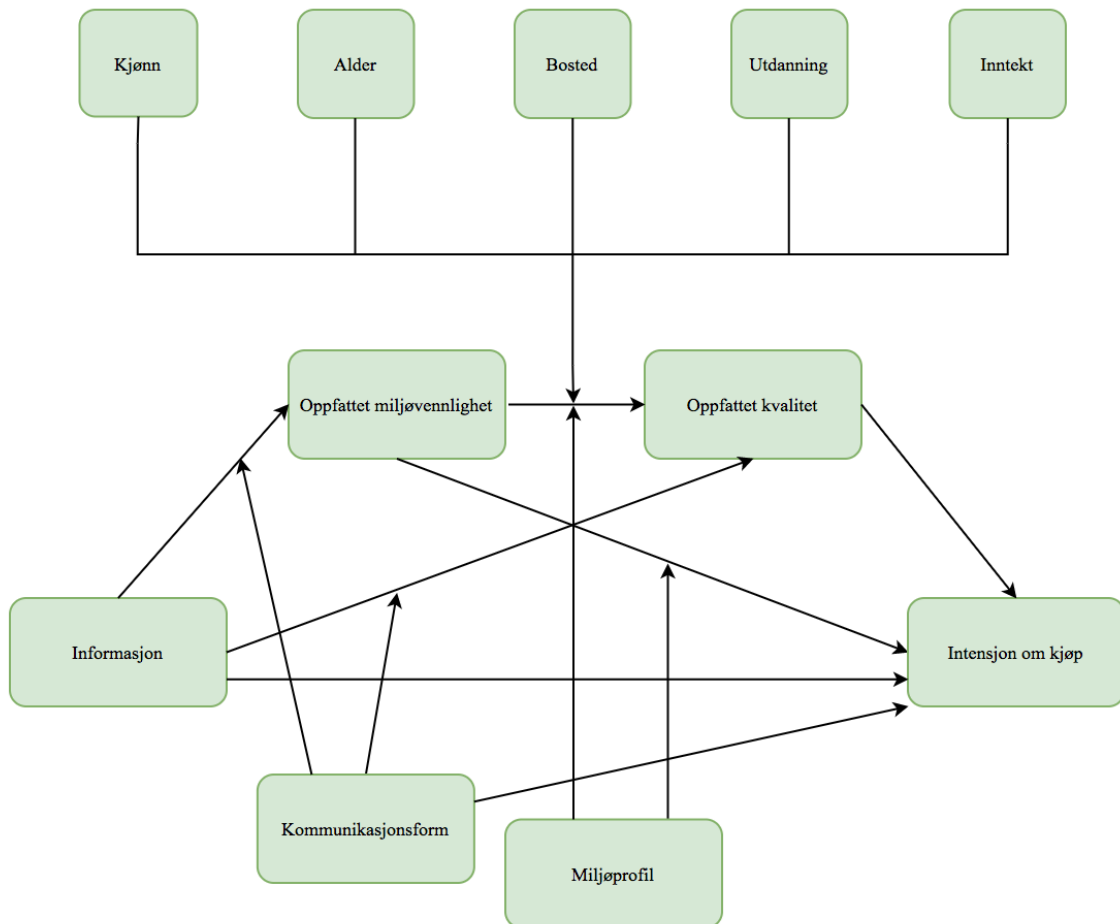 Kjønn
Alder
Bosted
Utdanning
Inntekt
Oppfattet miljøvennlighet
Oppfattet kvalitet
Informasjon
Intensjon om kjøp
Kommunikasjonsform
Miljøprofil